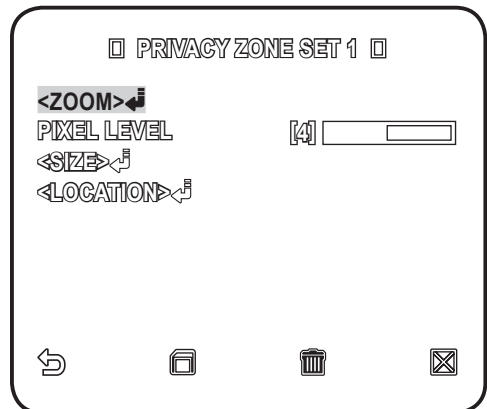 PRIVACY ZONE SET 1
<ZOOM>
PIXEL LEVEL [4]
<SIZE>
<LOCATION>